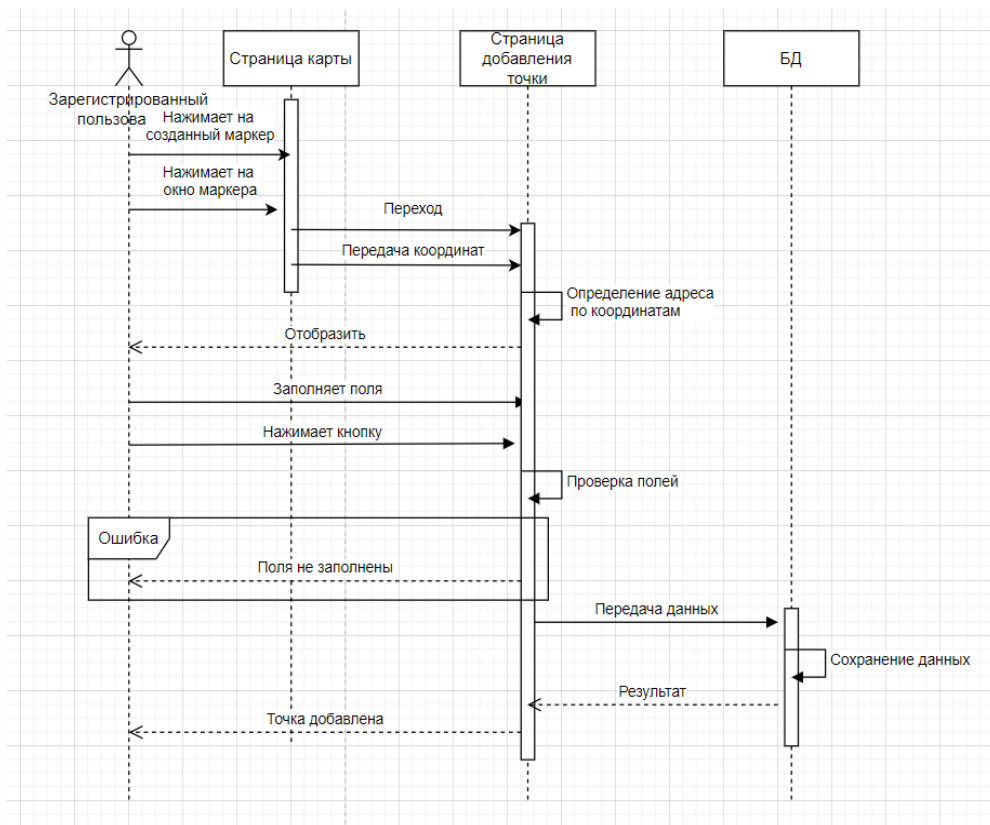 Страница карты
Страница
добавления
точки
БД
Зарегистрированный
пользова
Нажимает на
созданный маркер
Нажимает на
окно маркера
Переход
Передача координат
Определение адреса
по координатам
Отобразить
Заполняет поля
Нажимает кнопку
Проверка полей
Ошибка
Поля не заполнены
Передача данных
Сохранение данных
Результат
Точка добавлена